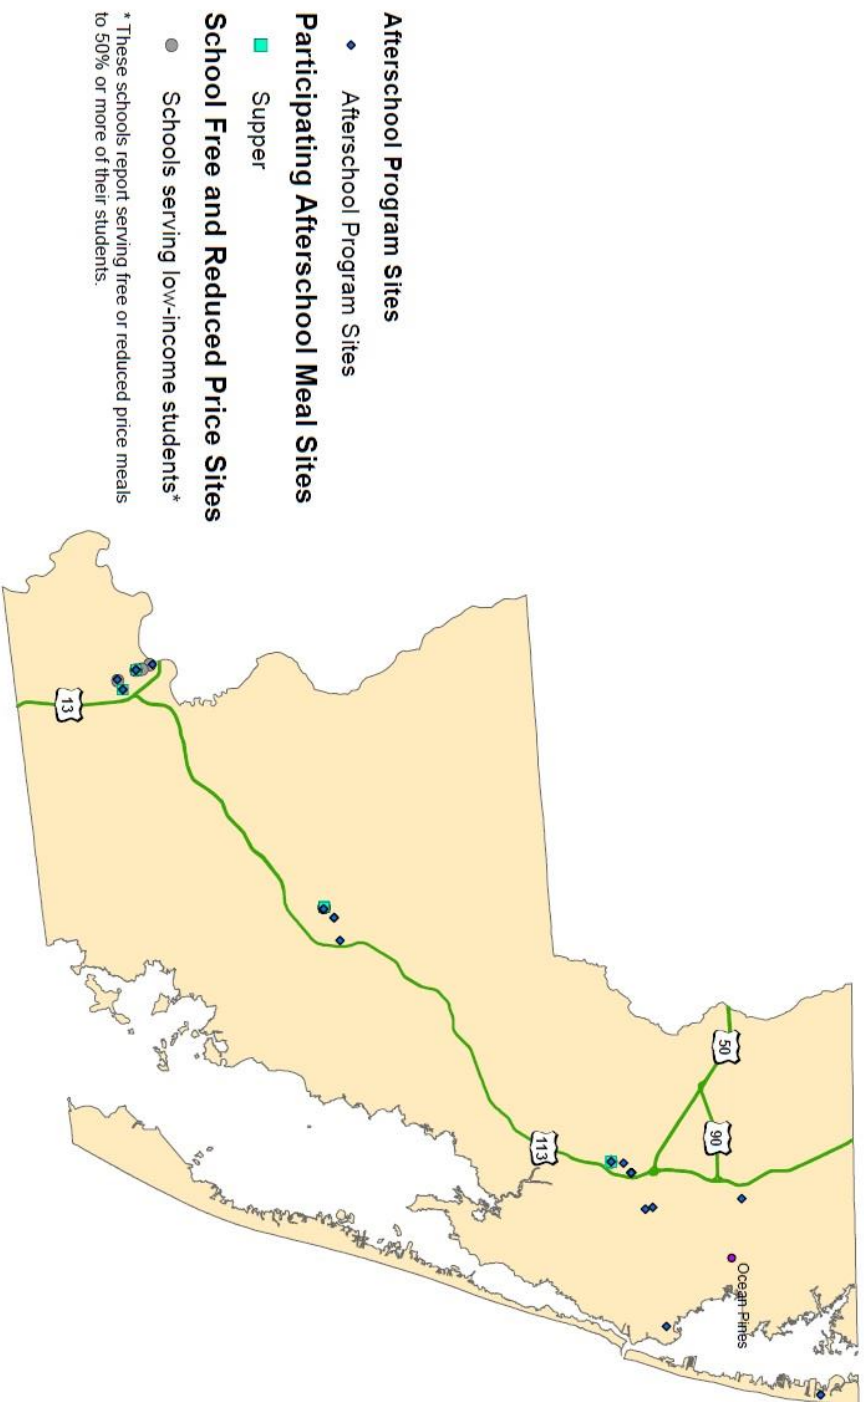 Afterschool Program Sites
Afterschool Program Sites
Participating Afterschool Meal Sites
Supper
School Free and Reduced Price Sites
Schools serving low-income students*
* These schools report serving free or reduced price meals
to 50% or more of their students.
13
113
50
90
Ocean Pines